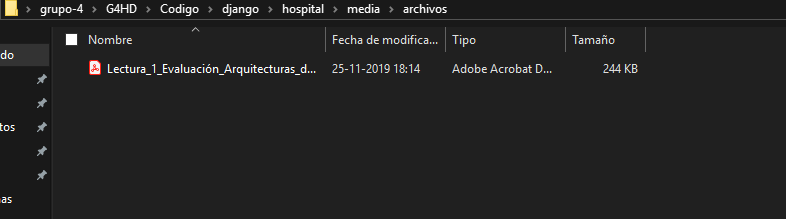 grupo-4 > G4HD > Codigo > django > hospital > media > archivos
do
Nombre Fecha de modifica... Tipo Tamaño
Lectura_1_Evaluación_Arquitecturas_d... 25-11-2019 18:14 Adobe Acrobat D... 244 KB
tos
nas